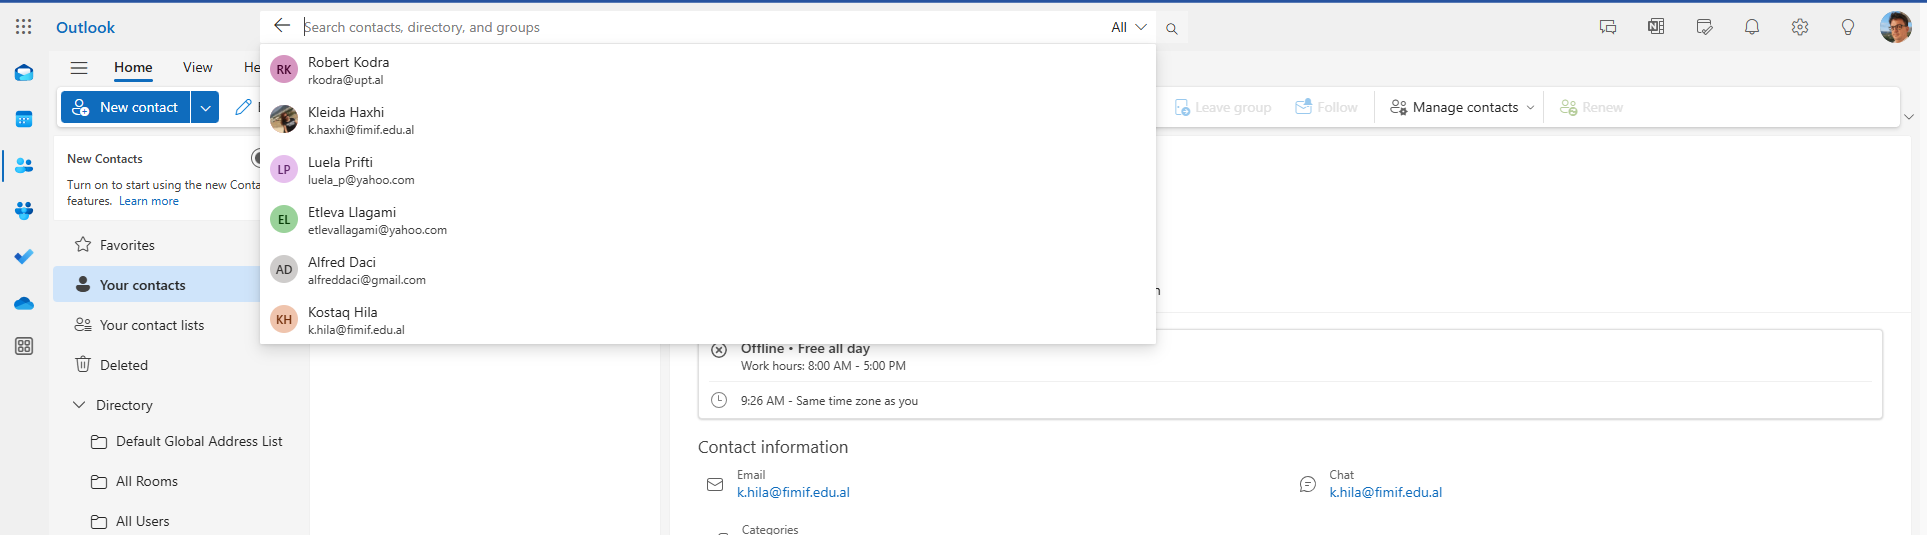 Outlook
Search contacts, directory, and groups
All
Home
View
He
New contact
Leave group
Follow
Manage contacts
Renew
RK
Robert Kodra
rkodra@upt.al
Kleida Haxhi
k.haxhi@fimif.edu.al
LP
Luela Prifti
luela_p@yahoo.com
EL
Etleva Llagami
etlevallagami@yahoo.com
AD
Alfred Daci
alfreddaci@gmail.com
KH
Kostaq Hila
k.hila@fimif.edu.al
New Contacts
Turn on to start using the new Conta
features. Learn more
Favorites
Your contacts
Your contact lists
Deleted
Directory
Default Global Address List
All Rooms
All Users
n
Offline • Free all day
Work hours: 8:00 AM - 5:00 PM
9:26 AM - Same time zone as you
Contact information
Email
k.hila@fimif.edu.al
Chat
k.hila@fimif.edu.al
Categories